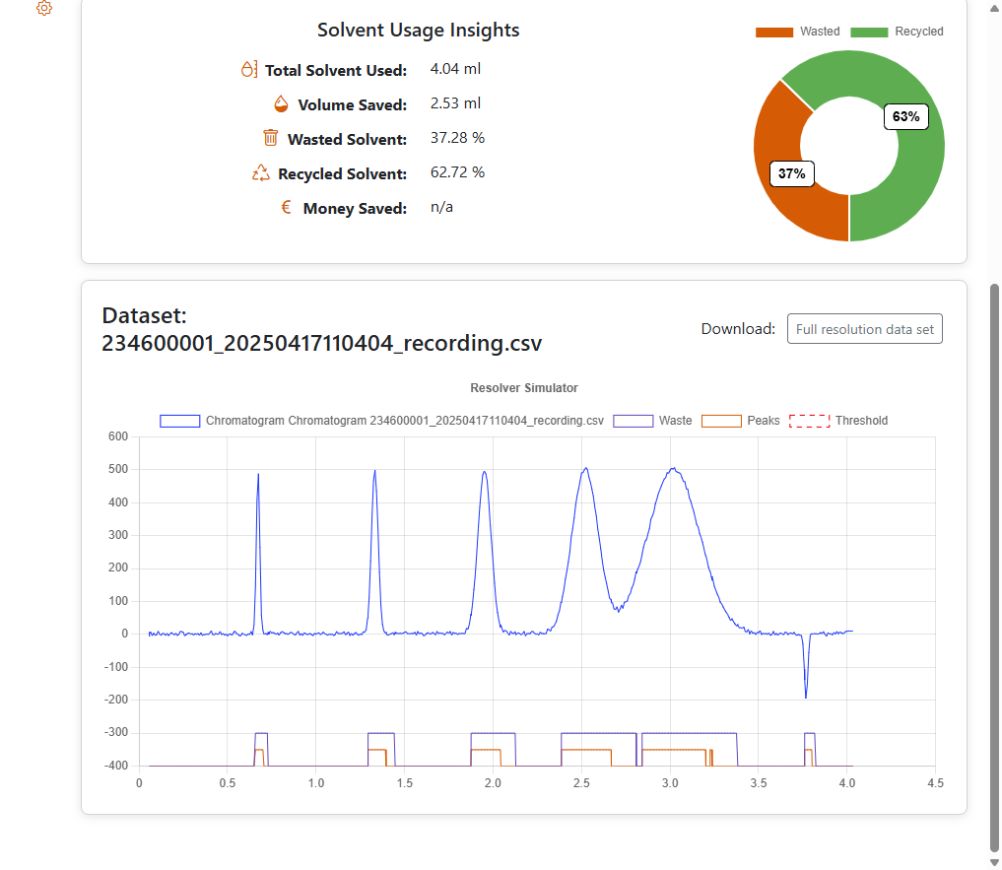 Solvent Usage Insights
Total Solvent Used: 4.04 ml
Volume Saved: 2.53 ml
Wasted Solvent: 37.28 %
Recycled Solvent: 62.72 %
€ Money Saved: n/a
Wasted Recycled
63%
37%
Dataset:
234600001_20250417110404_recording.csv
Download: Full resolution data set
Resolver Simulator
Chromatogram Chromatogram 234600001_20250417110404_recording.csv Waste Peaks Threshold
600
500
400
300
200
100
0
-100
-200
-300
-400
0 0.5 1.0 1.5 2.0 2.5 3.0 3.5 4.0 4.5